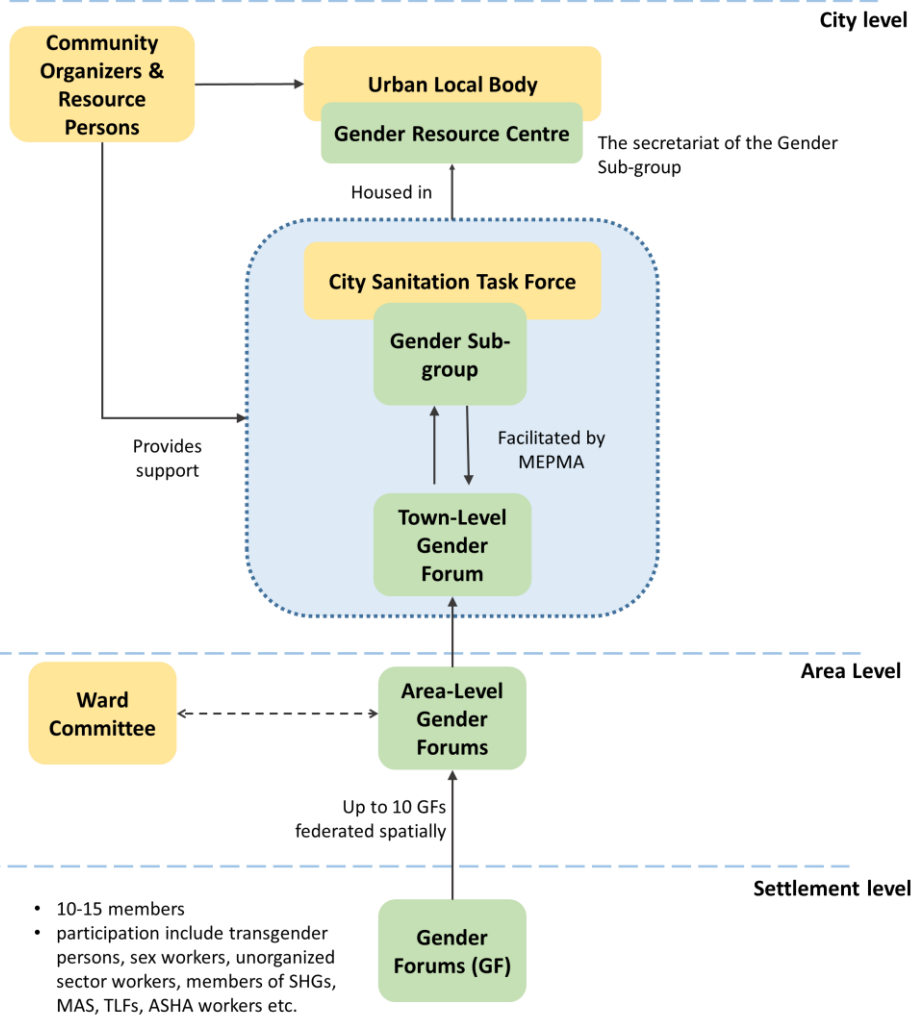 City level
Community
Organizers &
Resource
Persons
Urban Local Body
Gender Resource Centre
The secretariat of the Gender
Sub-group
Housed in
City Sanitation Task Force
Gender Sub-
group
Facilitated by
MEPMA
Provides
support
Town-Level
Gender
Forum
Area Level
Ward
Committee
Area-Level
Gender
Forums
Up to 10 GFs
federated spatially
Settlement level
• 10-15 members
• participation include transgender
persons, sex workers, unorganized
sector workers, members of SHGs,
MAS, TLFs, ASHA workers etc.
Gender
Forums (GF)